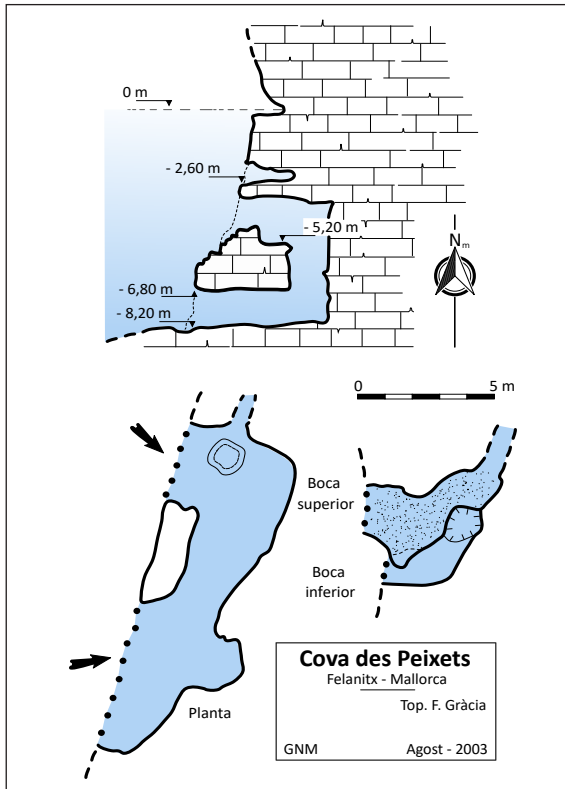 0 m
- 2,60 m
- 5,20 m
Nm
- 6,80 m
- 8,20 m
0 5 m
Boca
superior
Boca
inferior
Planta
Cova des Peixets
Felanitx - Mallorca
Top. F. Gràcia
GNM Agost - 2003